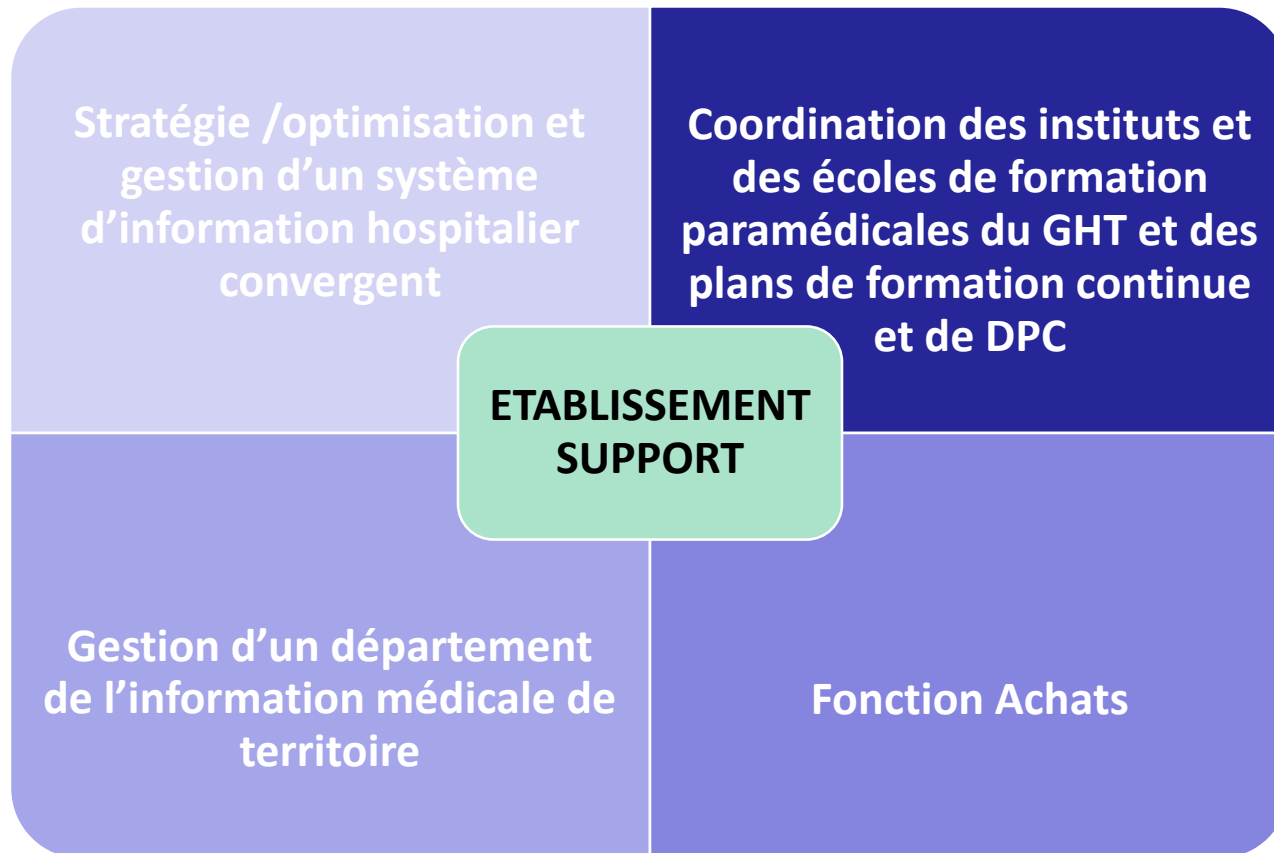 Stratégie /optimisation et
gestion d’un système
d’information hospitalier
convergent
Coordination des instituts et
des écoles de formation
paramédicales du GHT et des
plans de formation continue
et de DPC
ETABLISSEMENT
SUPPORT
Gestion d’un département
de l’information médicale de
territoire
Fonction Achats